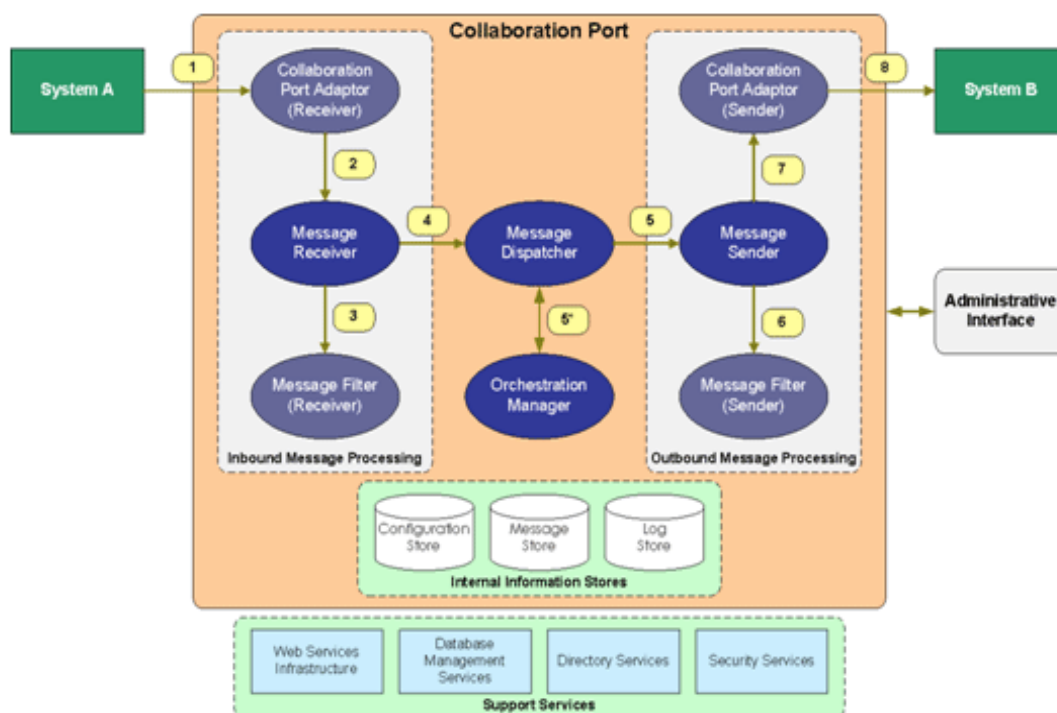 Collaboration Port
System A
1
Collaboration
Port Adaptor
(Receiver)
Collaboration
Port Adaptor
(Sender)
8
System B
2
7
Message
Receiver
4
Message
Dispatcher
5
Message
Sender
3
5*
6
Administrative
Interface
Message Filter
(Receiver)
Orchestration
Manager
Message Filter
(Sender)
Inbound Message Processing
Outbound Message Processing
Configuration
Store
Message
Store
Log
Store
Internal Information Stores
Web Services
Infrastructure
Database
Management
Services
Directory Services
Security Services
Support Services